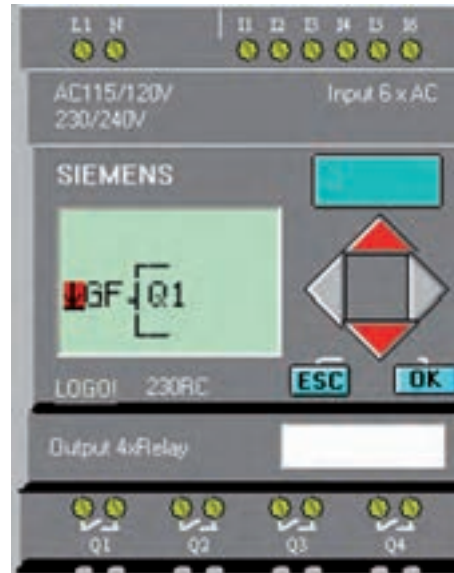 L1 N I1 I2 I3 I4 I5 I6
AC115/120V Input 6 x AC
230/240V
SIEMENS
GF Q1
ESC OK
LOGO! 230RC
Output 4xRelay
Q1 Q2 Q3 Q4